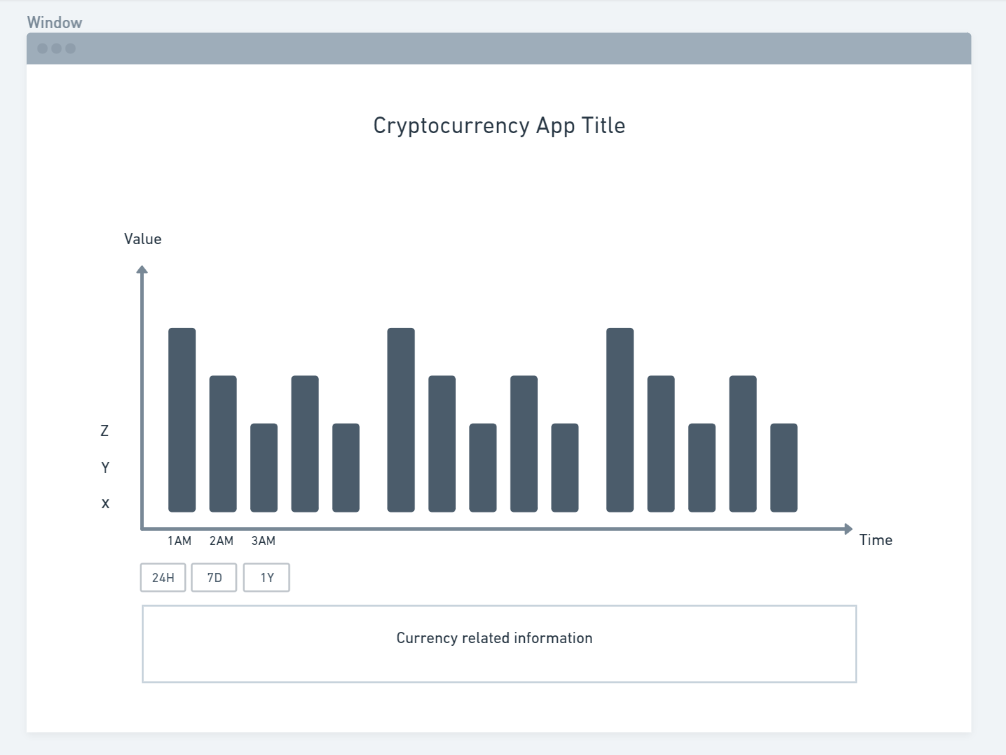 Window
Cryptocurrency App Title
Value
Z
Y
X
1AM 2AM 3AM
Time
24H 7D 1Y
Currency related information